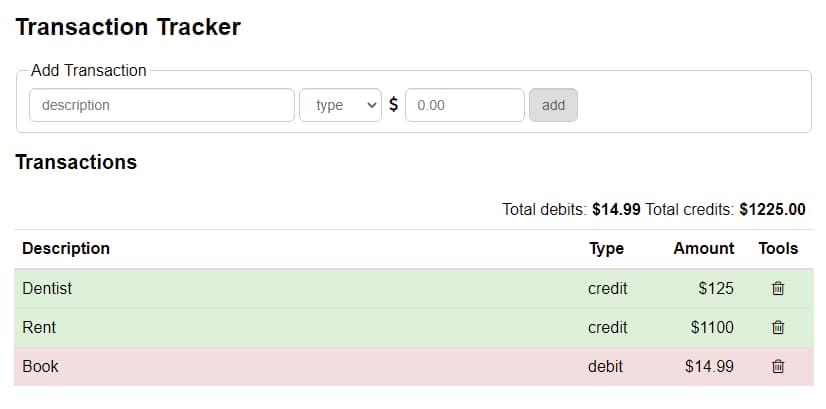 Transaction Tracker
Add Transaction
description type $ 0.00 add
Transactions
Total debits: $14.99 Total credits: $1225.00
Description Type Amount Tools
Dentist credit $125
Rent credit $1100
Book debit $14.99